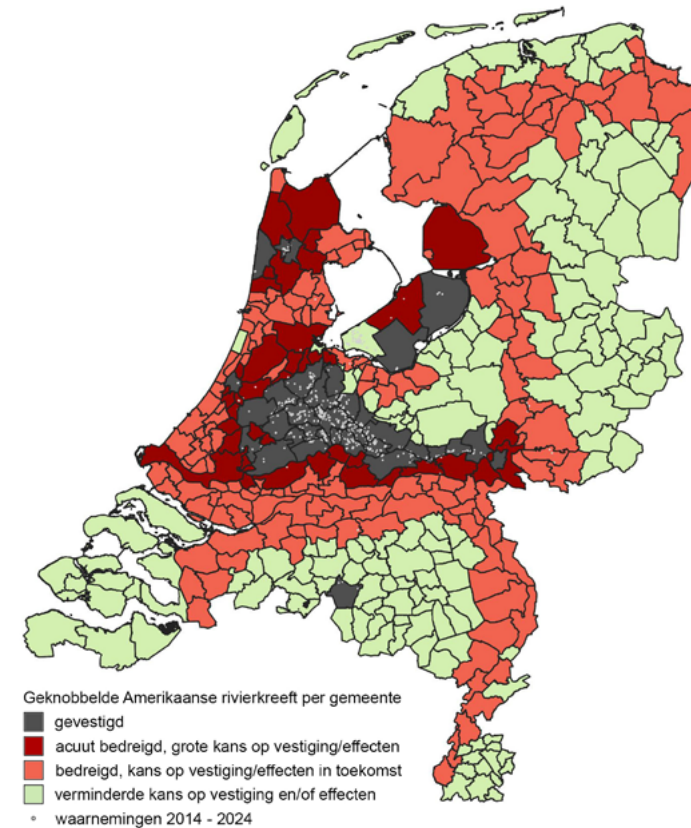 Geknobbelde Amerikaanse rivierkreeft per gemeente
gevestigd
acuut bedreigd, grote kans op vestiging/effecten
bedreigd, kans op vestiging/effecten in toekomst
verminderde kans op vestiging en/of effecten
waarnemingen 2014 - 2024